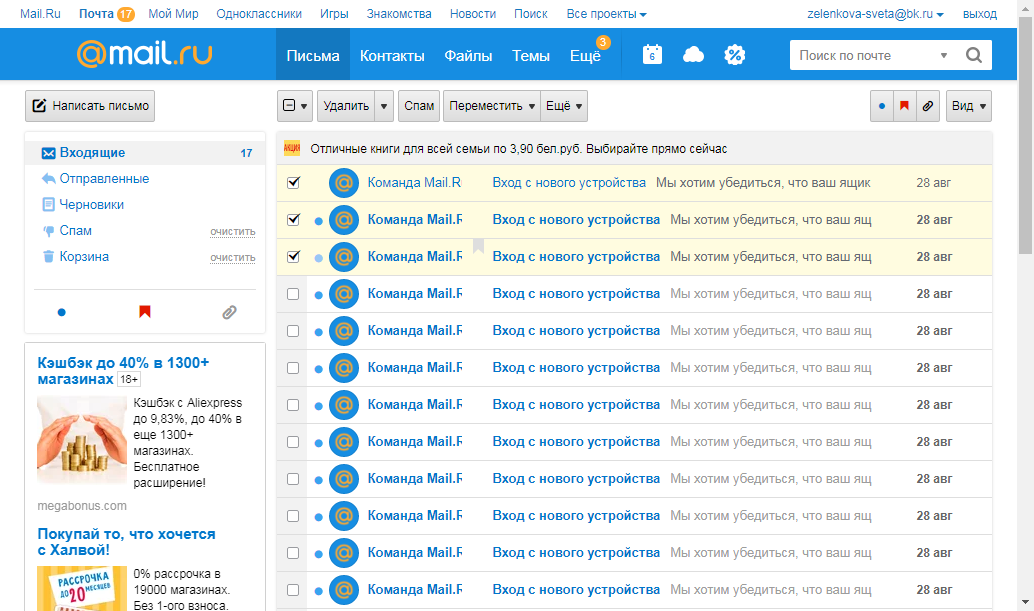 Mail.Ru Почта 17 Мой Мир Одноклассники Игры Знакомства Новости Поиск Все проекты zelenkova-sveta@bk.ru выход
@mail.ru Письма Контакты Файлы Темы Ещё 3 6 Поиск по почте
Написать письмо Удалить Спам Переместить Ещё Вид
Входящие 17
Отправленные
Черновики
Спам очистить
Корзина очистить
Кэшбэк до 40% в 1300+
магазинах 18+
Кэшбэк с Aliexpress
до 9,83%, до 40% в
еще 1300+
магазинах.
Бесплатное
расширение!
megabonus.com
Покупай то, что хочется
с Халвой!
РАССРОЧКА
ДО 20 МЕСЯЦЕВ
0% рассрочка в
19000 магазинах.
Без 1-ого взноса.
АКЦИЯ Отличные книги для всей семьи по 3,90 бел.руб. Выбирайте прямо сейчас
Команда Mail.R Вход с нового устройства Мы хотим убедиться, что ваш ящик 28 авг
Команда Mail.R Вход с нового устройства Мы хотим убедиться, что ваш ящ 28 авг
Команда Mail.R Вход с нового устройства Мы хотим убедиться, что ваш ящ 28 авг
Команда Mail.R Вход с нового устройства Мы хотим убедиться, что ваш ящ 28 авг
Команда Mail.R Вход с нового устройства Мы хотим убедиться, что ваш ящ 28 авг
Команда Mail.R Вход с нового устройства Мы хотим убедиться, что ваш ящ 28 авг
Команда Mail.R Вход с нового устройства Мы хотим убедиться, что ваш ящ 28 авг
Команда Mail.R Вход с нового устройства Мы хотим убедиться, что ваш ящ 28 авг
Команда Mail.R Вход с нового устройства Мы хотим убедиться, что ваш ящ 28 авг
Команда Mail.R Вход с нового устройства Мы хотим убедиться, что ваш ящ 28 авг
Команда Mail.R Вход с нового устройства Мы хотим убедиться, что ваш ящ 28 авг
Команда Mail.R Вход с нового устройства Мы хотим убедиться, что ваш ящ 28 авг